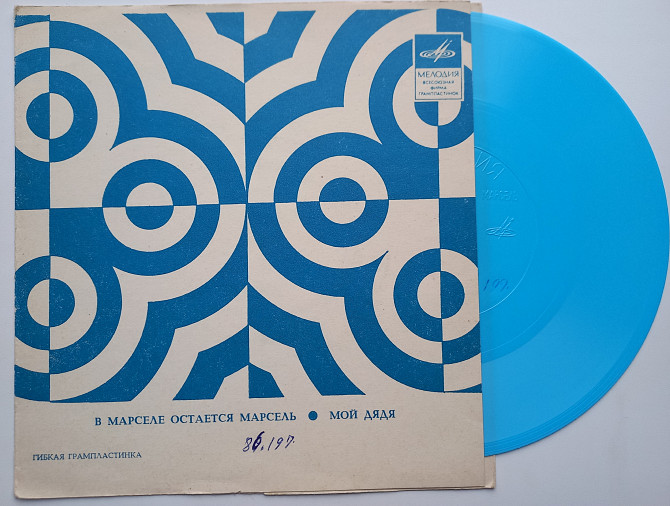 МЕЛОДИЯ
ВСЕСОЮЗНАЯ
ФИРМА
ГРАМПЛАСТИНОК
В МАРСЕЛЕ ОСТАЕТСЯ МАРСЕЛЬ ● МОЙ ДЯДЯ
86.197.
ГИБКАЯ ГРАМПЛАСТИНКА